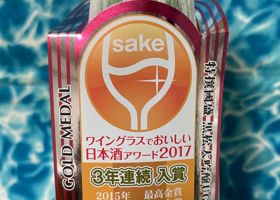 sake
GOLD MEDAL
ワイングラスでおいしい
日本酒アワード2017
3年連続 入賞
2015年 最高金賞